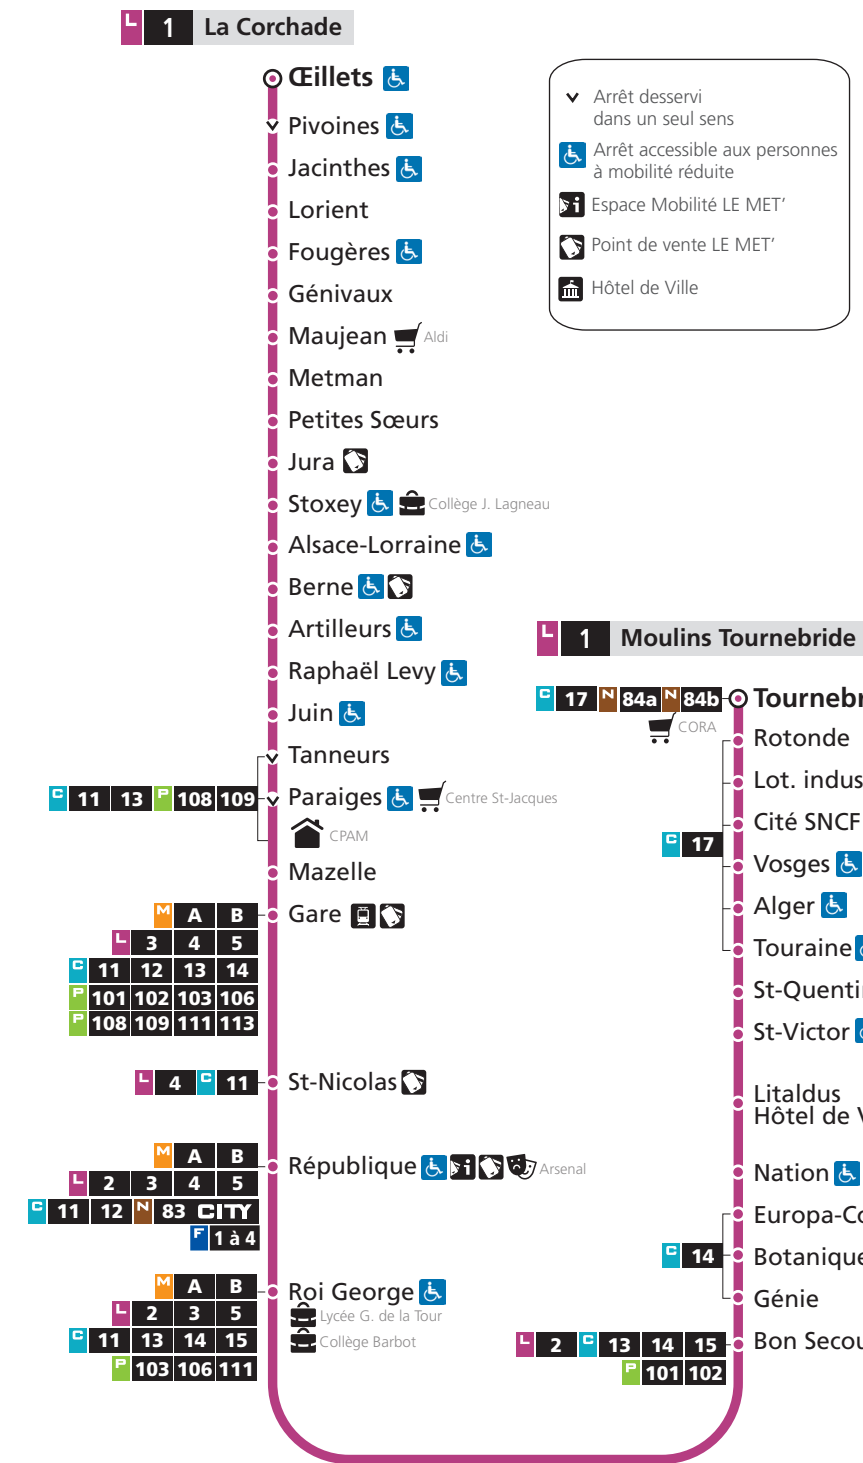 L 1 La Corchade
Œillets
Pivoines
Jacinthes
Lorient
Fougères
Génivaux
Maujean Aldi
Metman
Petites Sœurs
Jura
Stoxey Collège J. Lagneau
Alsace-Lorraine
Berne
Artilleurs
Raphaël Levy
Juin
Tanneurs
C 11 13 P 108 109 Paraiges Centre St-Jacques
CPAM
Mazelle
M A B Gare
L 3 4 5
C 11 12 13 14
P 101 102 103 106
P 108 109 111 113
L 4 C 11 St-Nicolas
M A B République Arsenal
L 2 3 4 5
C 11 12 N 83 CITY
F 1 à 4
M A B Roi George
L 2 3 5 Lycée G. de la Tour
C 11 13 14 15 Collège Barbot
P 103 106 111
Arrêt desservi
dans un seul sens
Arrêt accessible aux personnes
à mobilité réduite
Espace Mobilité LE MET’
Point de vente LE MET’
Hôtel de Ville
L 1 Moulins Tournebride
C 17 N 84a N 84b
CORA
Rotonde
Lot.
Cité SNCF
C 17
Vosges
Alger
Touraine
St-Victor
Litaldus
Hôtel de
Nation
C 14 Botanique
Génie
L 2 C 13 14 15 Bon
P 101 102